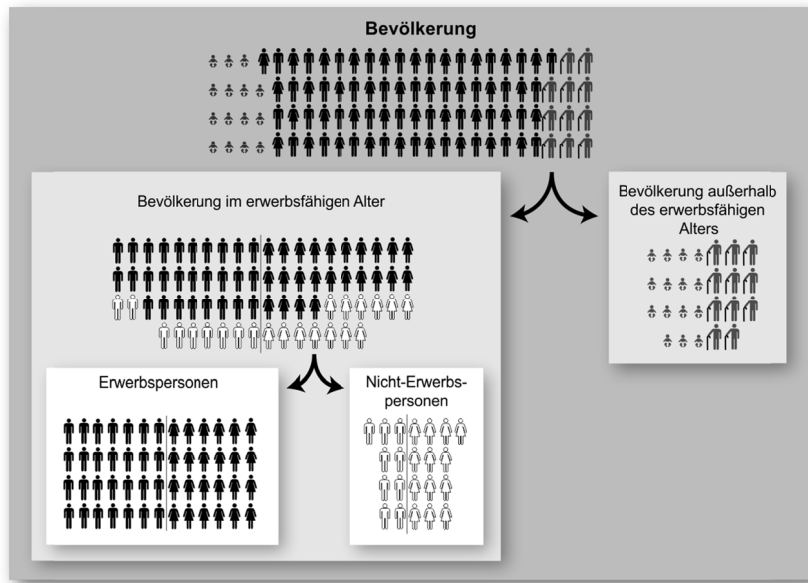 Bevölkerung
Bevölkerung im erwerbsfähigen Alter
Bevölkerung außerhalb
des erwerbsfähigen
Alters
Erwerbspersonen
Nicht-Erwerbs-
personen